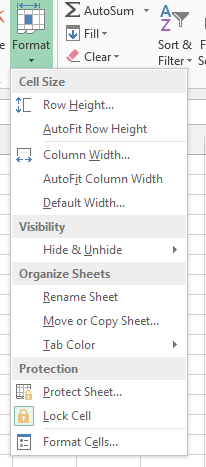 AutoSum
Format
Fill
Clear
Sort &
Filter
Cell Size
Row Height...
AutoFit Row Height
Column Width...
AutoFit Column Width
Default Width...
Visibility
Hide & Unhide
Organize Sheets
Rename Sheet
Move or Copy Sheet...
Tab Color
Protection
Protect Sheet...
Lock Cell
Format Cells...